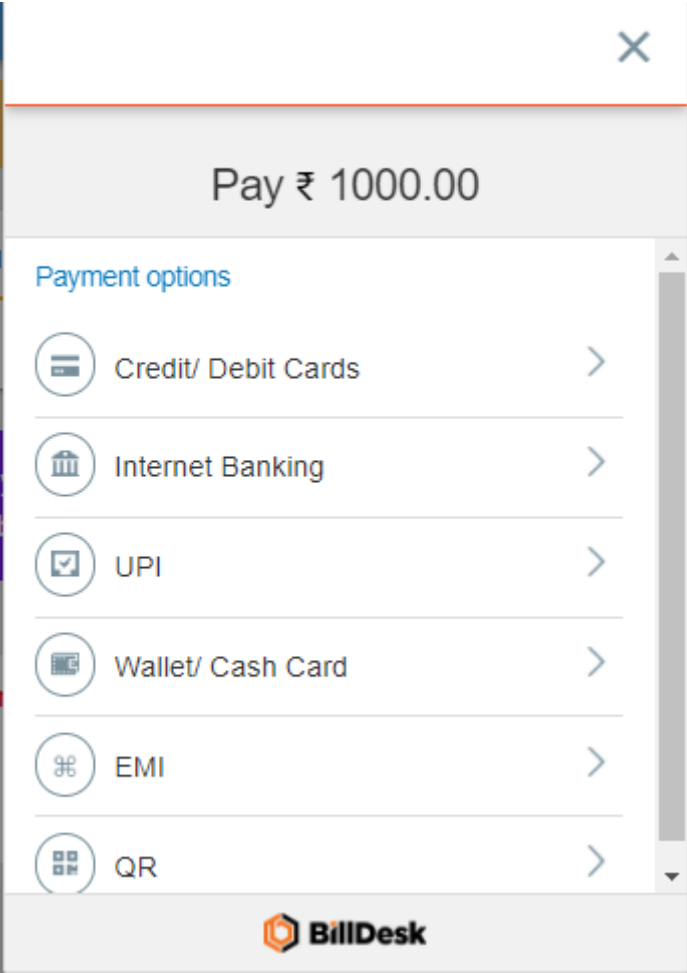 Pay ₹ 1000.00
Payment options
Credit/ Debit Cards
Internet Banking
UPI
Wallet/ Cash Card
EMI
QR
BillDesk